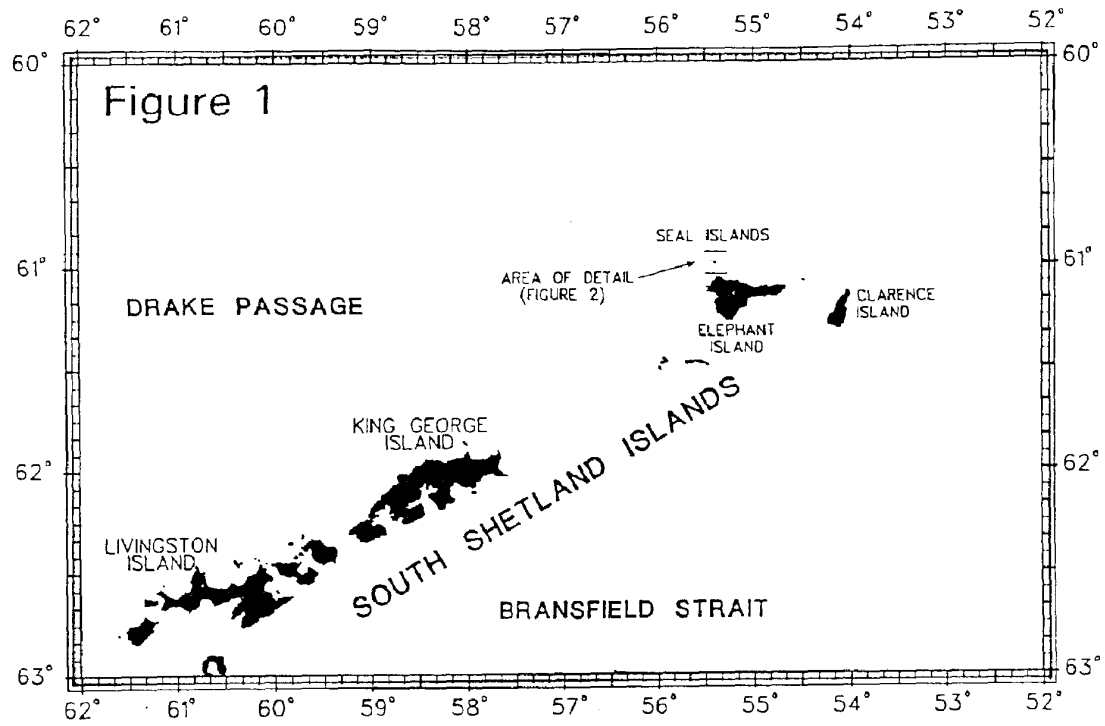 62° 61° 60° 59° 58° 57° 56° 55° 54° 53° 52°
60° 60°
Figure 1
SEAL ISLANDS
61° 61°
AREA OF DETAIL
(FIGURE 2)
DRAKE PASSAGE
CLARENCE
ISLAND
ELEPHANT
ISLAND
KING GEORGE
ISLAND
62° 62°
SOUTH SHETLAND ISLANDS
LIVINGSTON
ISLAND
BRANSFIELD STRAIT
63° 63°
62° 61° 60° 59° 58° 57° 56° 55° 54° 53° 52°